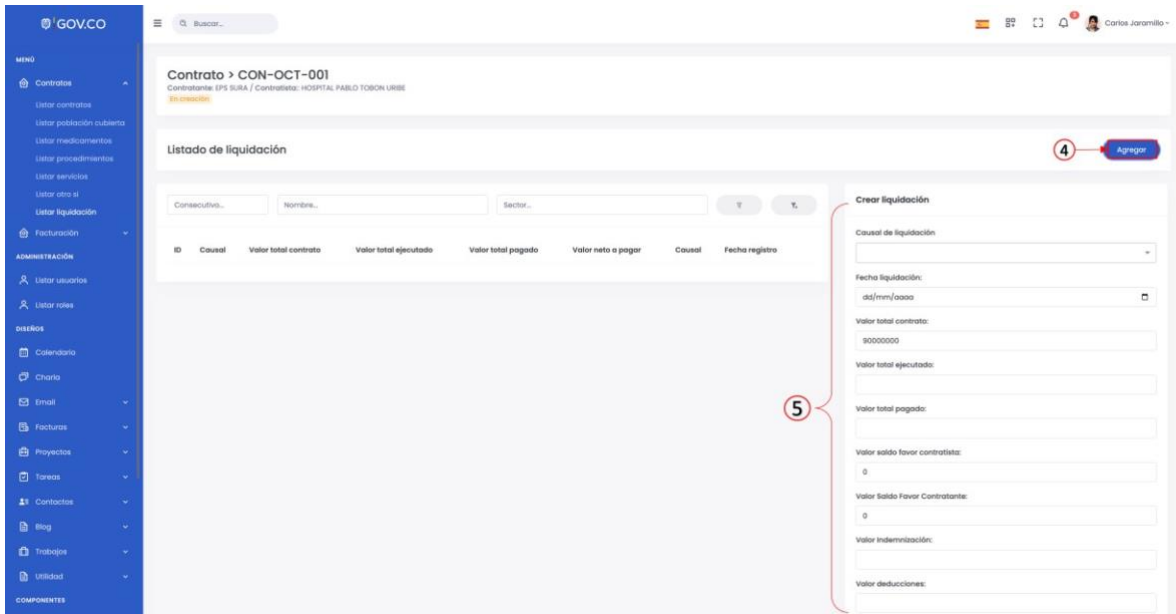 GOV.CO
Buscar...
3
Carlos Jaramillo
MENÚ
Contratos
Listar contratos
Listar población cubierta
Listar medicamentos
Listar procedimientos
Listar servicios
Listar otro si
Listar liquidación
Facturación
ADMINISTRACIÓN
Listar usuarios
Listar roles
DISEÑOS
Calendario
Charla
Email
Facturas
Proyectos
Tareas
Contactos
Blog
Trabajos
Utilidad
COMPONENTES
Contrato > CON-OCT-001
Contratante: EPS SURA / Contratista: HOSPITAL PABLO TOBON URIBE
En creación
Listado de liquidación
4
Agregar
Consecutivo... Nombre... Sector...
ID Causal Valor total contrato Valor total ejecutado Valor total pagado Valor neto a pagar Causal Fecha registro
5
Crear liquidación
Causal de liquidación
Fecha liquidación:
dd/mm/aaaa
Valor total contrato:
90000000
Valor total ejecutado:
Valor total pagado:
Valor saldo favor contratista:
0
Valor Saldo Favor Contratante:
0
Valor Indemnización:
Valor deducciones: